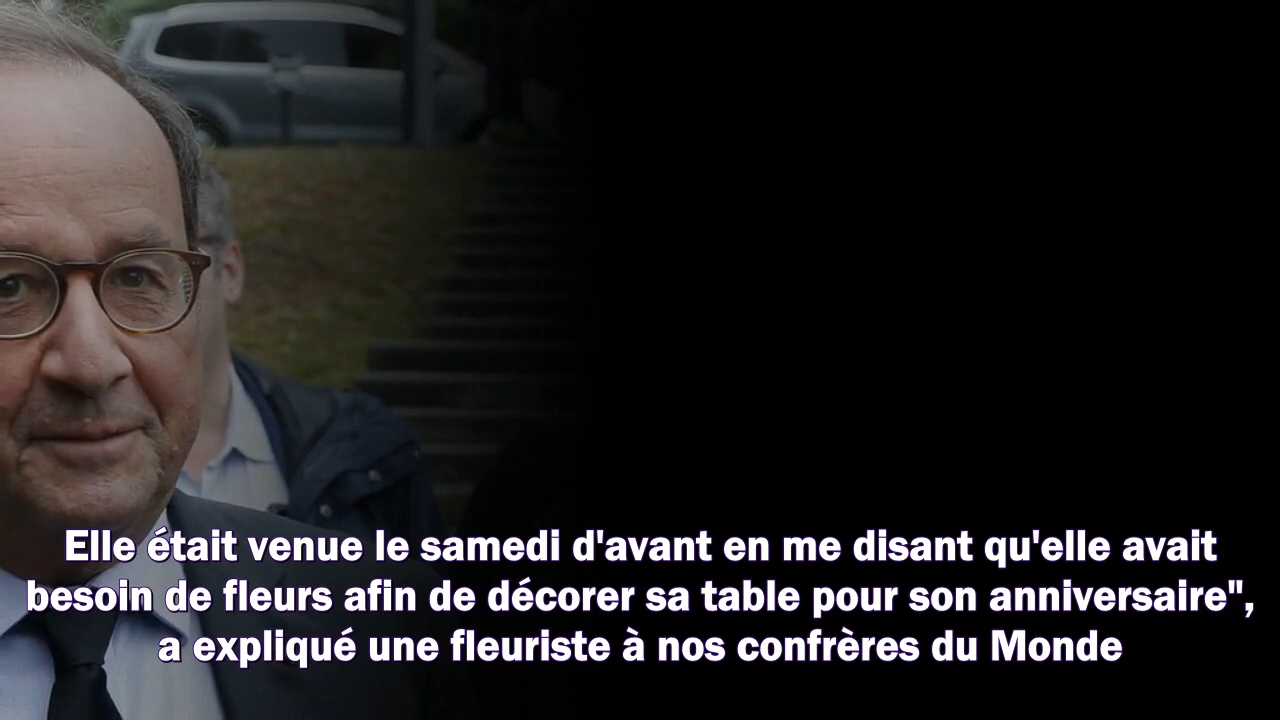 Elle était venue le samedi d'avant en me disant qu'elle avait
besoin de fleurs afin de décorer sa table pour son anniversaire",
a expliqué une fleuriste à nos confrères du Monde